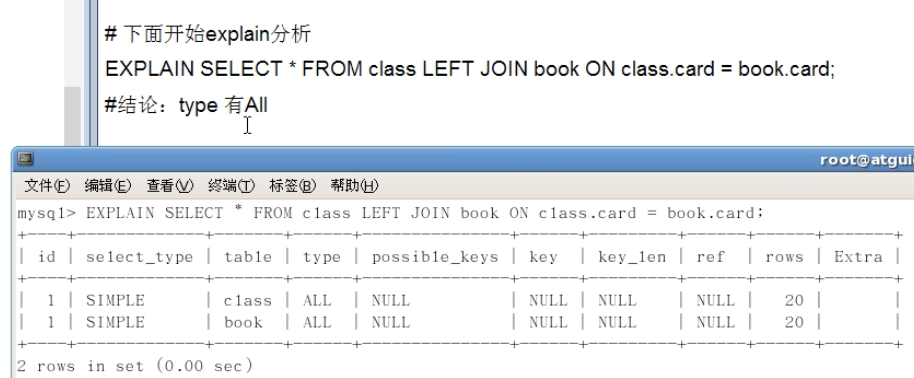 # 下面开始explain分析
EXPLAIN SELECT * FROM class LEFT JOIN book ON class.card = book.card;
#结论：type 有All
root@atgui
文件(F) 编辑(E) 查看(V) 终端(T) 标签(B) 帮助(H)
mysql> EXPLAIN SELECT * FROM class LEFT JOIN book ON class.card = book.card;
+----+-------------+-------+------+---------------+------+---------+------+------+-------+
| id | select_type | table | type | possible_keys | key | key_len | ref | rows | Extra |
+----+-------------+-------+------+---------------+------+---------+------+------+-------+
| 1 | SIMPLE | class | ALL | NULL | NULL | NULL | NULL | 20 | |
| 1 | SIMPLE | book | ALL | NULL | NULL | NULL | NULL | 20 | |
+----+-------------+-------+------+---------------+------+---------+------+------+-------+
2 rows in set (0.00 sec)